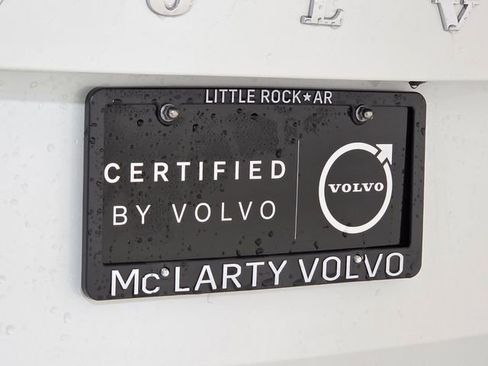 LITTLE ROCK★AR
CERTIFIED
BY VOLVO
VOLVO
McLARTY VOLVO